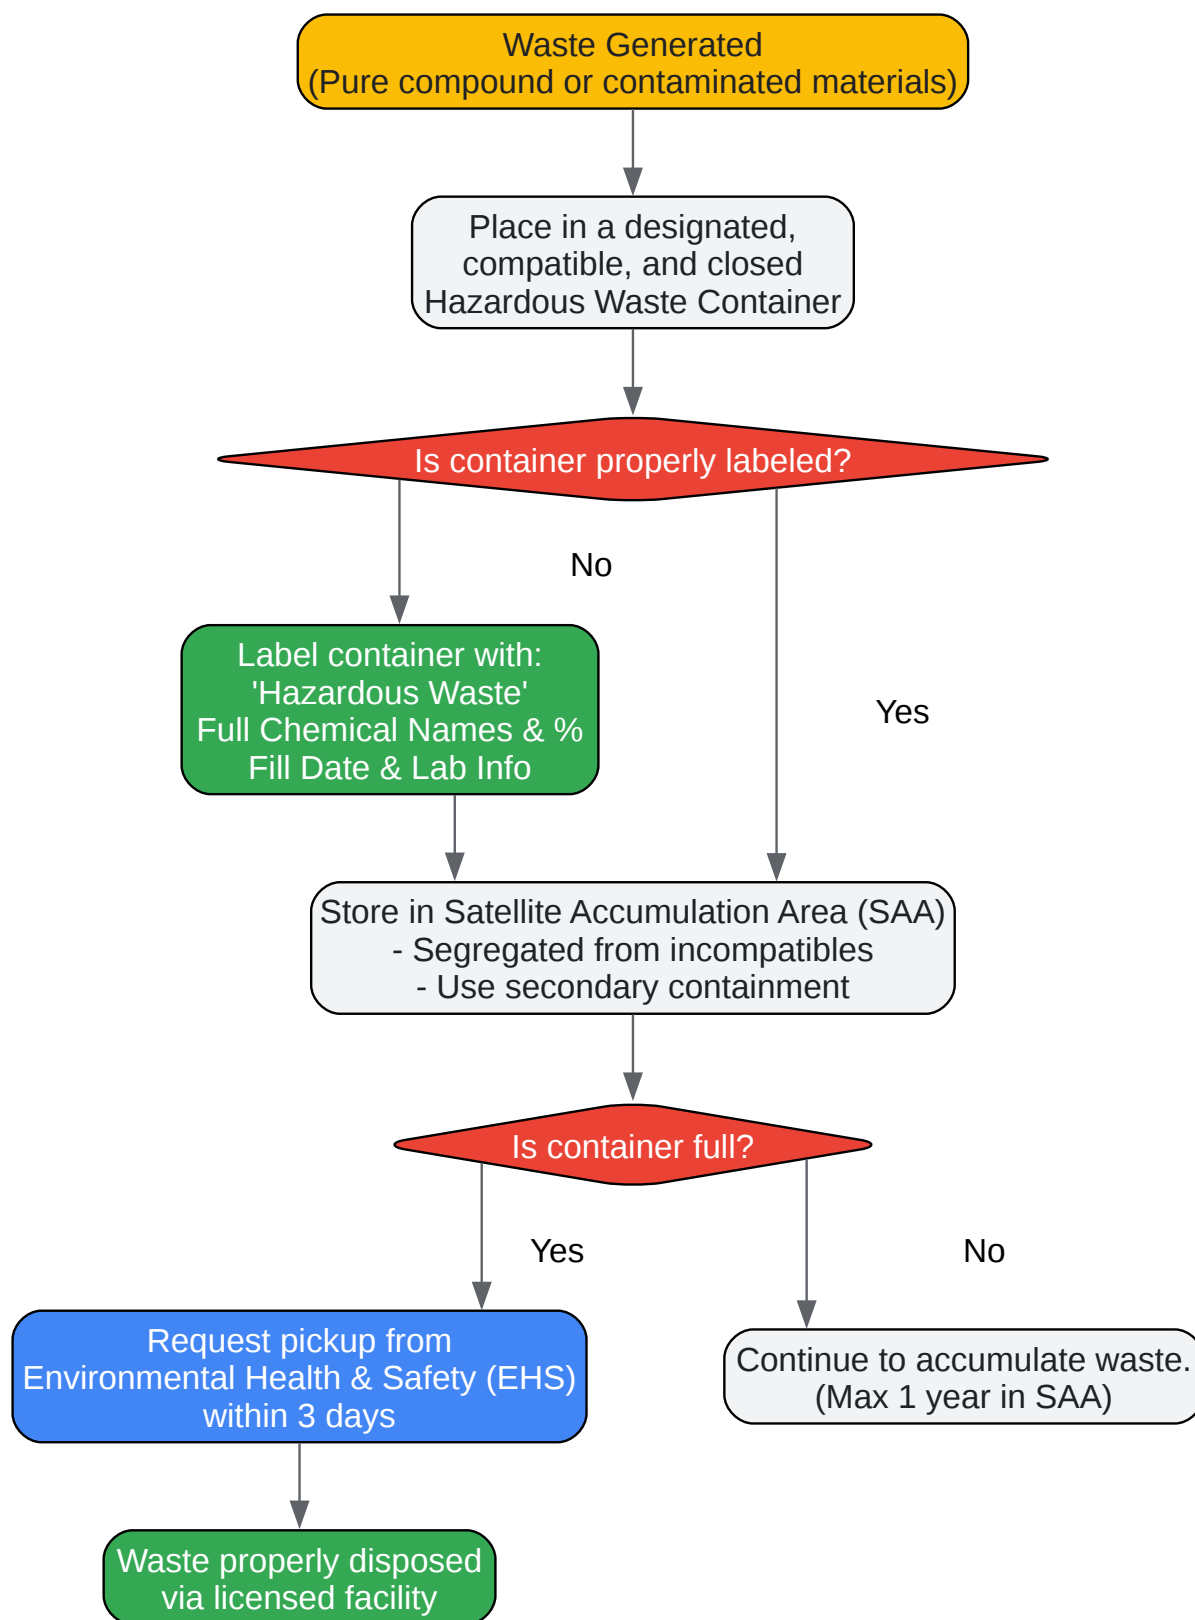 Waste Generated
(Pure compound or contaminated materials)
Place in a designated,
compatible, and closed
Hazardous Waste Container
Is container properly labeled?
No
Label container with:
'Hazardous Waste'
Full Chemical Names & %
Fill Date & Lab Info
Yes
Store in Satellite Accumulation Area (SAA)
- Segregated from incompatibles
- Use secondary containment
Is container full?
Yes
No
Request pickup from
Environmental Health & Safety (EHS)
within 3 days
Continue to accumulate waste.
(Max 1 year in SAA)
Waste properly disposed
via licensed facility